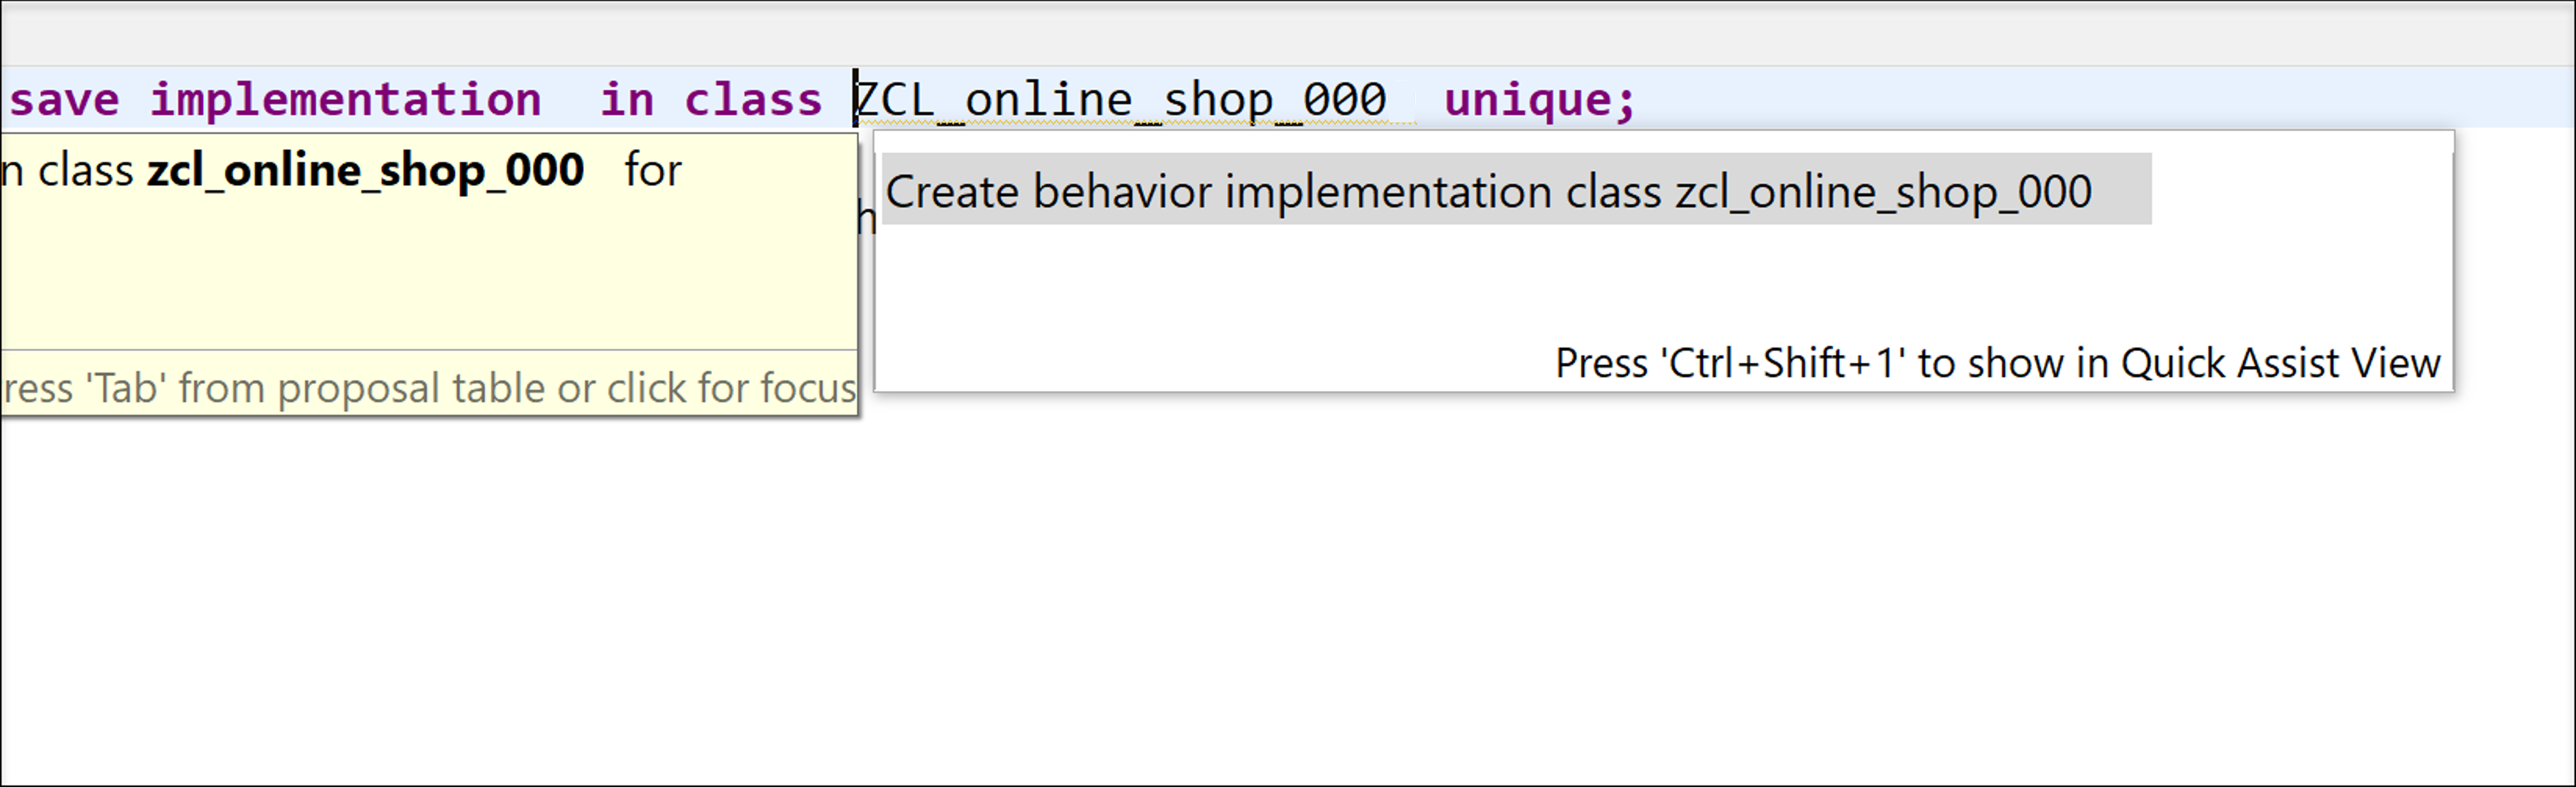 save implementation in class ZCL_online_shop_000 unique;
n class zcl_online_shop_000 for
h
Create behavior implementation class zcl_online_shop_000
Press 'Ctrl+Shift+1' to show in Quick Assist View
ress 'Tab' from proposal table or click for focus